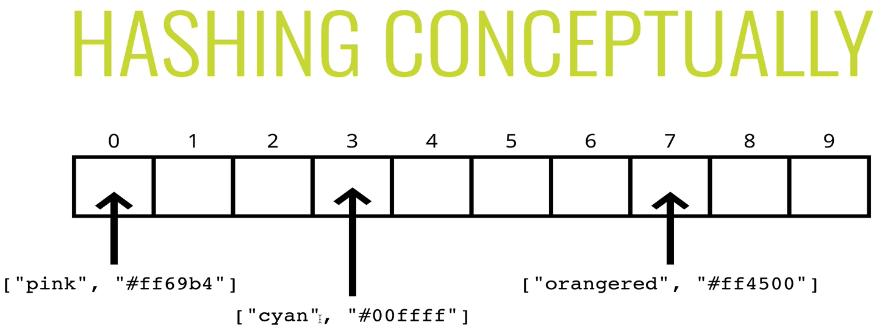 HASHING CONCEPTUALLY
0 1 2 3 4 5 6 7 8 9
["pink", "#ff69b4"] ["orangered", "#ff4500"]
["cyan", "#00ffff"]